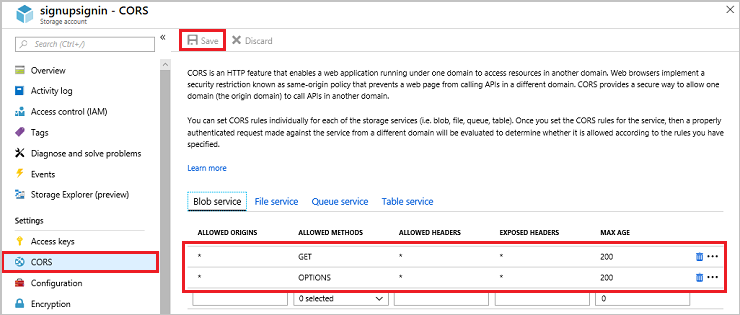 signupsignin - CORS
Storage account
Search (Ctrl+/)
Overview
Activity log
Access control (IAM)
Tags
Diagnose and solve problems
Events
Storage Explorer (preview)
Settings
Access keys
CORS
Configuration
Encryption
Save Discard
CORS is an HTTP feature that enables a web application running under one domain to access resources in another domain. Web browsers implement a
security restriction known as same-origin policy that prevents a web page from calling APIs in a different domain. CORS provides a secure way to allow one
domain (the origin domain) to call APIs in another domain.
You can set CORS rules individually for each of the storage services (i.e. blob, file, queue, table). Once you set the CORS rules for the service, then a properly
authenticated request made against the service from a different domain will be evaluated to determine whether it is allowed according to the rules you have
specified.
Learn more
Blob service File service Queue service Table service
ALLOWED ORIGINS ALLOWED METHODS ALLOWED HEADERS EXPOSED HEADERS MAX AGE
* GET * * 200
* OPTIONS * * 200
0 selected 0